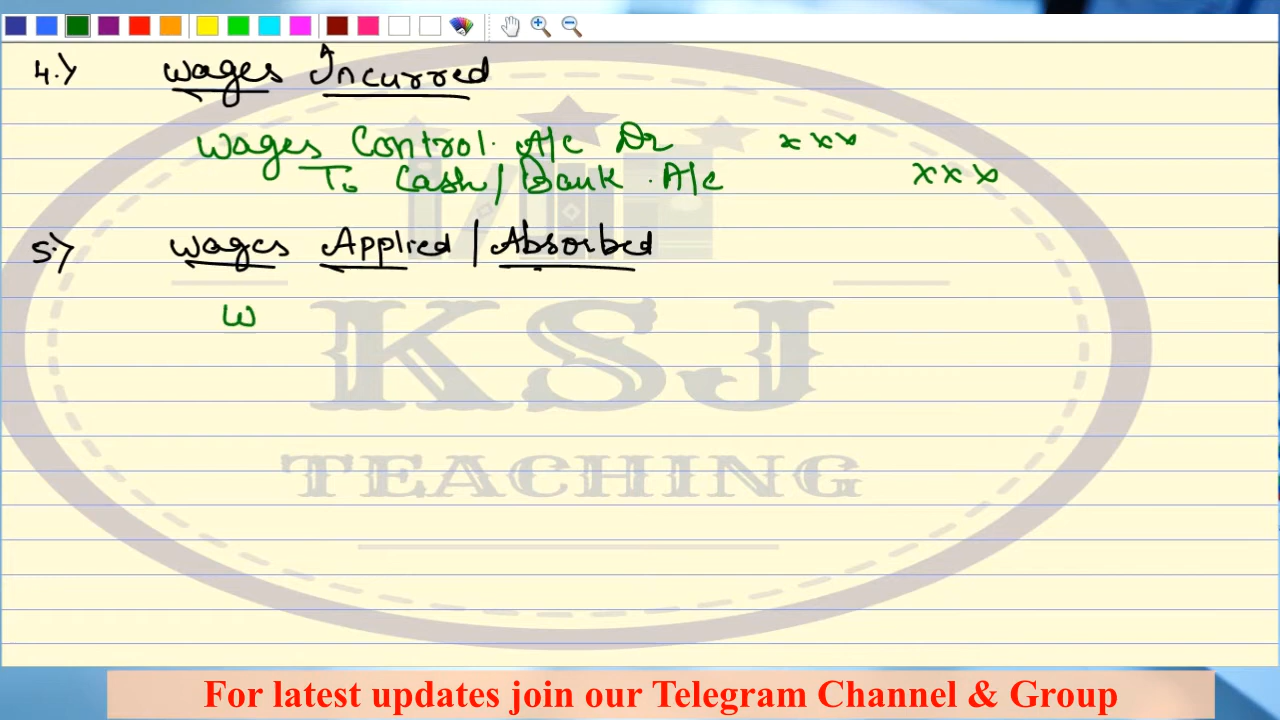 4.> Wages Incurred
Wages Control. A/c Dr xxx
To Cash/Bank .A/c xxx
5.> Wages Applied/Absorbed
W
KSJ
TEACHING
For latest updates join our Telegram Channel & Group